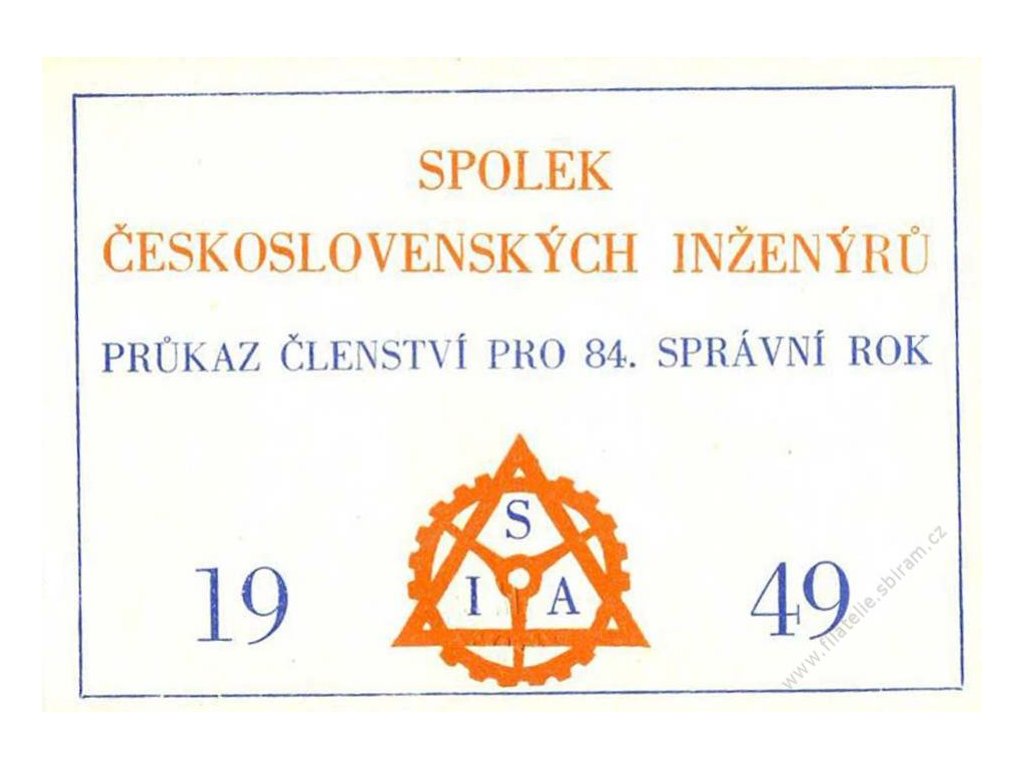 SPOLEK
ČESKOSLOVENSKÝCH INŽENÝRŮ
PRŮKAZ ČLENSTVÍ PRO 84. SPRÁVNÍ ROK
S
19 I A 49
www.filatelie.sbiram.cz